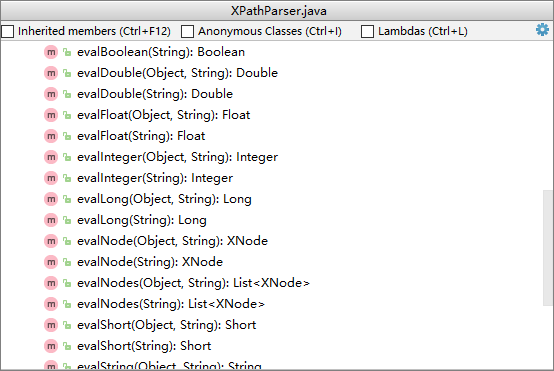 XPathParser.java
Inherited members (Ctrl+F12) Anonymous Classes (Ctrl+I) Lambdas (Ctrl+L)
m evalBoolean(String): Boolean
m evalDouble(Object, String): Double
m evalDouble(String): Double
m evalFloat(Object, String): Float
m evalFloat(String): Float
m evalInteger(Object, String): Integer
m evalInteger(String): Integer
m evalLong(Object, String): Long
m evalLong(String): Long
m evalNode(Object, String): XNode
m evalNode(String): XNode
m evalNodes(Object, String): List<XNode>
m evalNodes(String): List<XNode>
m evalShort(Object, String): Short
m evalShort(String): Short
m evalString(Object, String): String